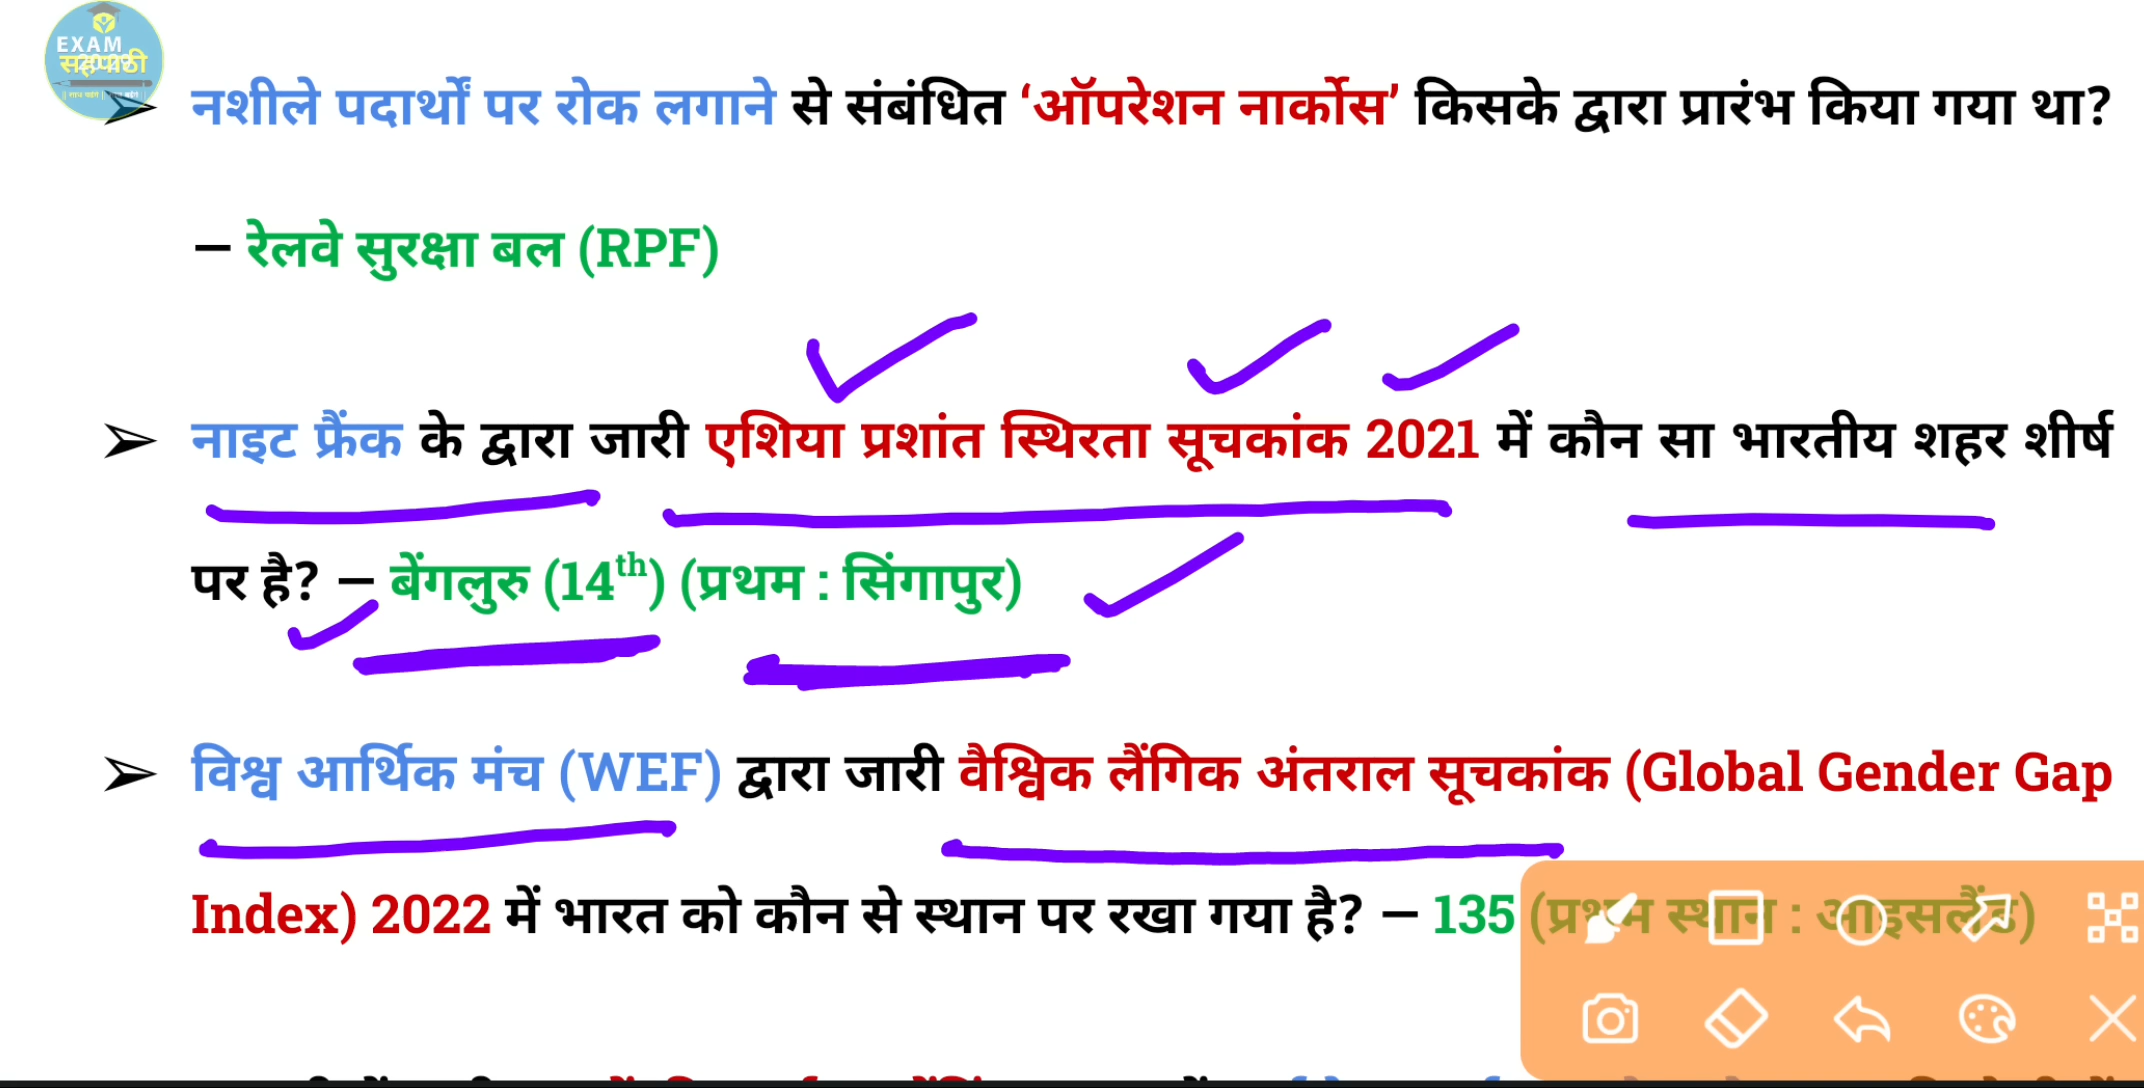 EXAM
सहपाठी
➢ नशीले पदार्थों पर रोक लगाने से संबंधित ‘ऑपरेशन नार्कोस’ किसके द्वारा प्रारंभ किया गया था?
– रेलवे सुरक्षा बल (RPF)
➢ नाइट फ्रैंक के द्वारा जारी एशिया प्रशांत स्थिरता सूचकांक 2021 में कौन सा भारतीय शहर शीर्ष
पर है? – बेंगलुरु (14th) (प्रथम : सिंगापुर)
➢ विश्व आर्थिक मंच (WEF) द्वारा जारी वैश्विक लैंगिक अंतराल सूचकांक (Global Gender Gap
Index) 2022 में भारत को कौन से स्थान पर रखा गया है? – 135 (प्रथम स्थान : आइसलैंड)